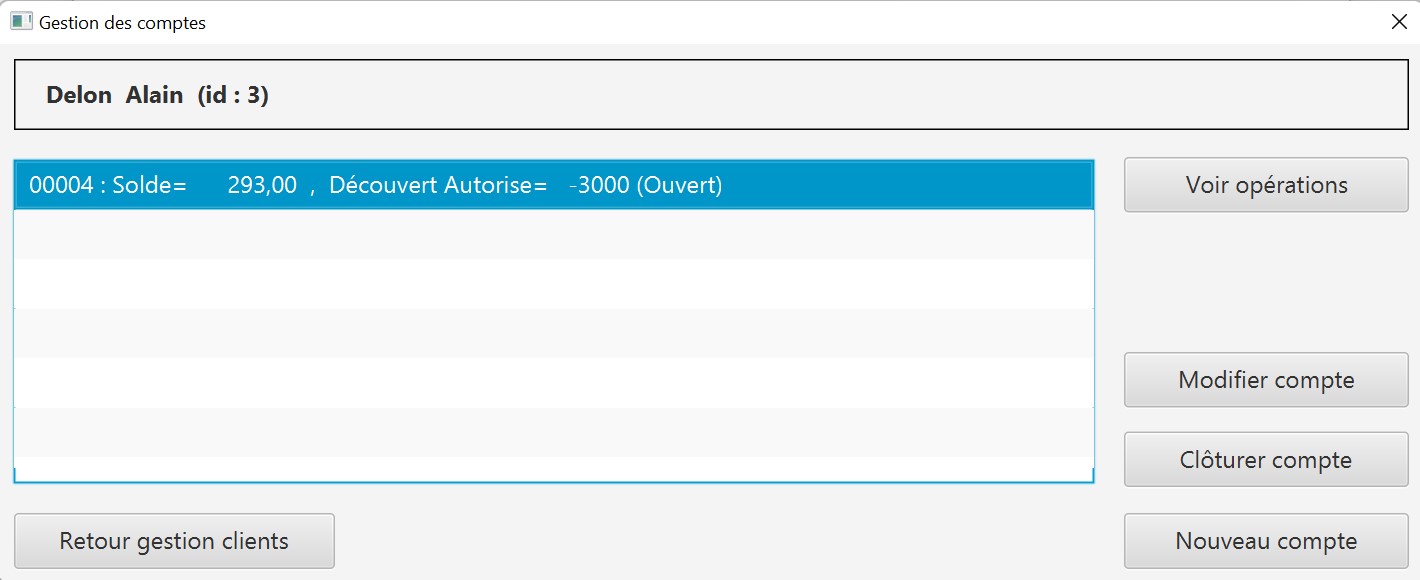 Gestion des comptes
Delon Alain (id : 3)
00004 : Solde= 293,00 , Découvert Autorise= -3000 (Ouvert)
Voir opérations
Modifier compte
Clôturer compte
Retour gestion clients
Nouveau compte